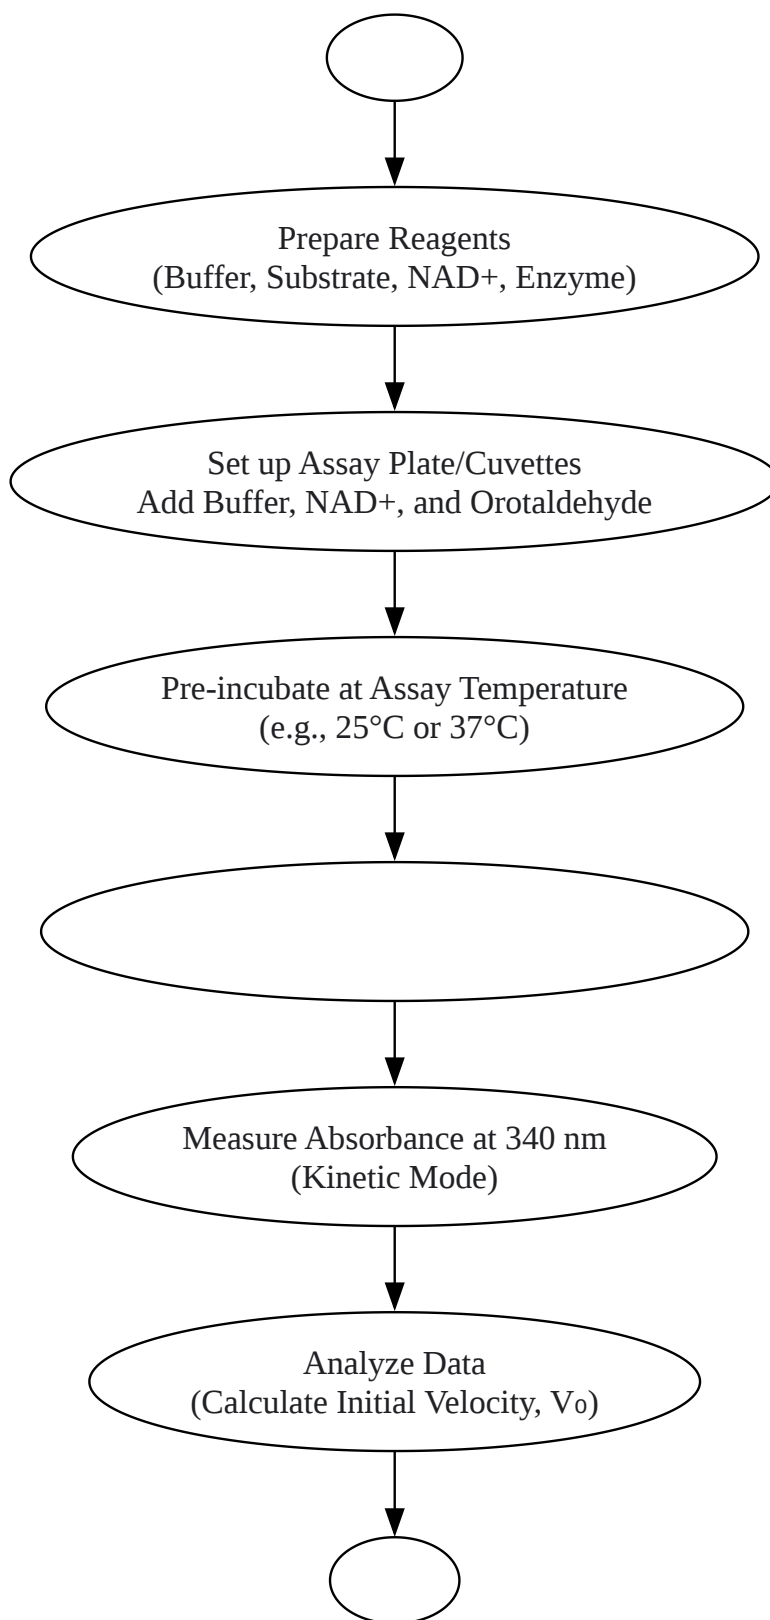 Prepare Reagents
(Buffer, Substrate, NAD+, Enzyme)
Set up Assay Plate/Cuvettes
Add Buffer, NAD+, and Orotaldehyde
Pre-incubate at Assay Temperature
(e.g., 25°C or 37°C)
Measure Absorbance at 340 nm
(Kinetic Mode)
Analyze Data
(Calculate Initial Velocity, V₀)